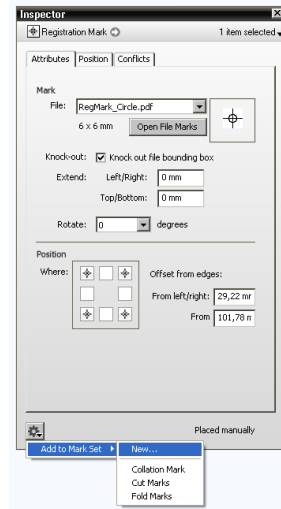 Inspector
Registration Mark 1 item selected
Attributes Position Conflicts
Mark
File: RegMark_Circle.pdf
6 x 6 mm Open File Marks
Knock-out: Knock out file bounding box
Extend: Left/Right: 0 mm
Top/Bottom: 0 mm
Rotate: 0 degrees
Position
Where: Offset from edges:
From left/right: 29,22 mr
From 101,78 m
Placed manually
Add to Mark Set New...
Collation Mark
Cut Marks
Fold Marks